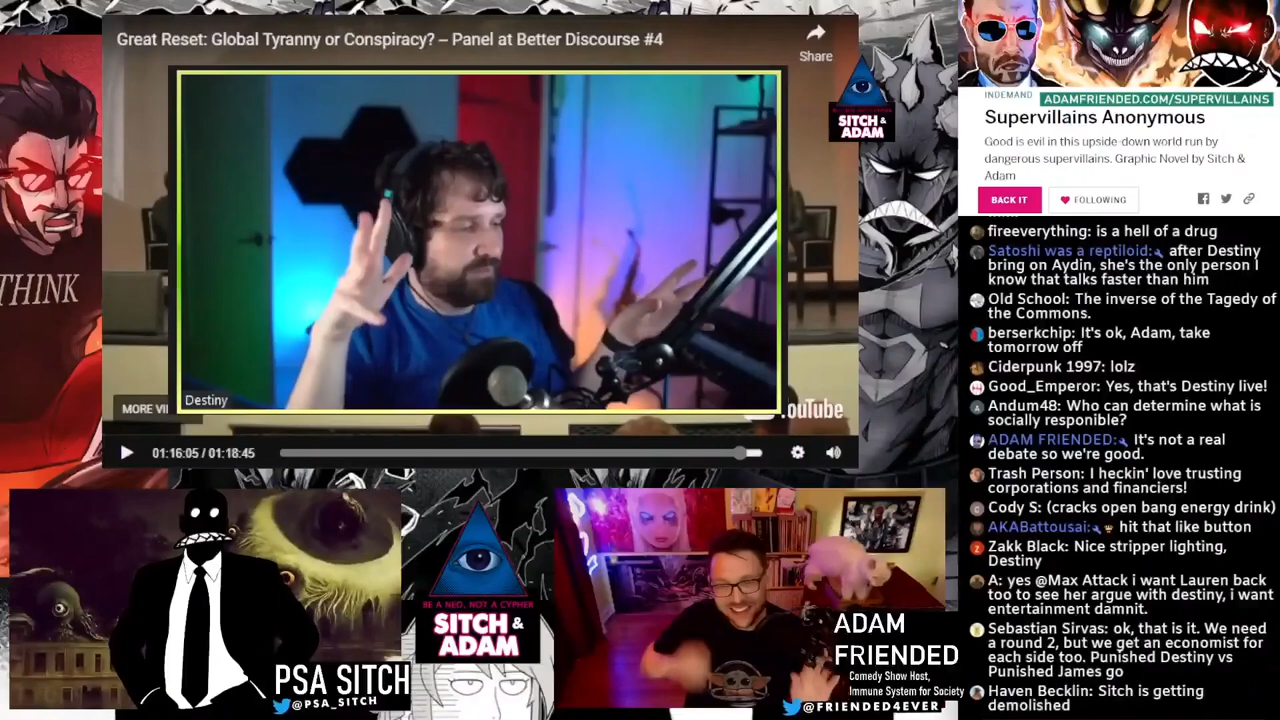 Great Reset: Global Tyranny or Conspiracy? – Panel at Better Discourse #4
Share
SITCH &
ADAM
THINK
Destiny
MORE VI
ouTube
01:16:05 / 01:18:45
BE A NEO, NOT A CYPHER
SITCH &
ADAM
PSA SITCH
@PSA_SITCH
ADAM
FRIENDED
Comedy Show Host,
Immune System for Society
@FRIENDED4EVER
INDEMAND
ADAMFRIENDED.COM/SUPERVILLAINS
Supervillains Anonymous
Good is evil in this upside-down world run by
dangerous supervillains. Graphic Novel by Sitch &
Adam
BACK IT
FOLLOWING
fireeverything: is a hell of a drug
Satoshi was a reptiloid: after Destiny
bring on Aydin, she's the only person I
know that talks faster than him
Old School: The inverse of the Tagedy of
the Commons.
berserkchip: It's ok, Adam, take
tomorrow off
Ciderpunk 1997: lolz
Good_Emperor: Yes, that's Destiny live!
Andum48: Who can determine what is
socially responible?
ADAM FRIENDED: It's not a real
debate so we're good.
Trash Person: I heckin' love trusting
corporations and financiers!
Cody S: (cracks open bang energy drink)
AKABattousai: hit that like button
Zakk Black: Nice stripper lighting,
Destiny
A: yes @Max Attack i want Lauren back
too to see her argue with destiny, i want
entertainment damnit.
Sebastian Sirvas: ok, that is it. We need
a round 2, but we get an economist for
each side too. Punished Destiny vs
Punished James go
Haven Becklin: Sitch is getting
demolished